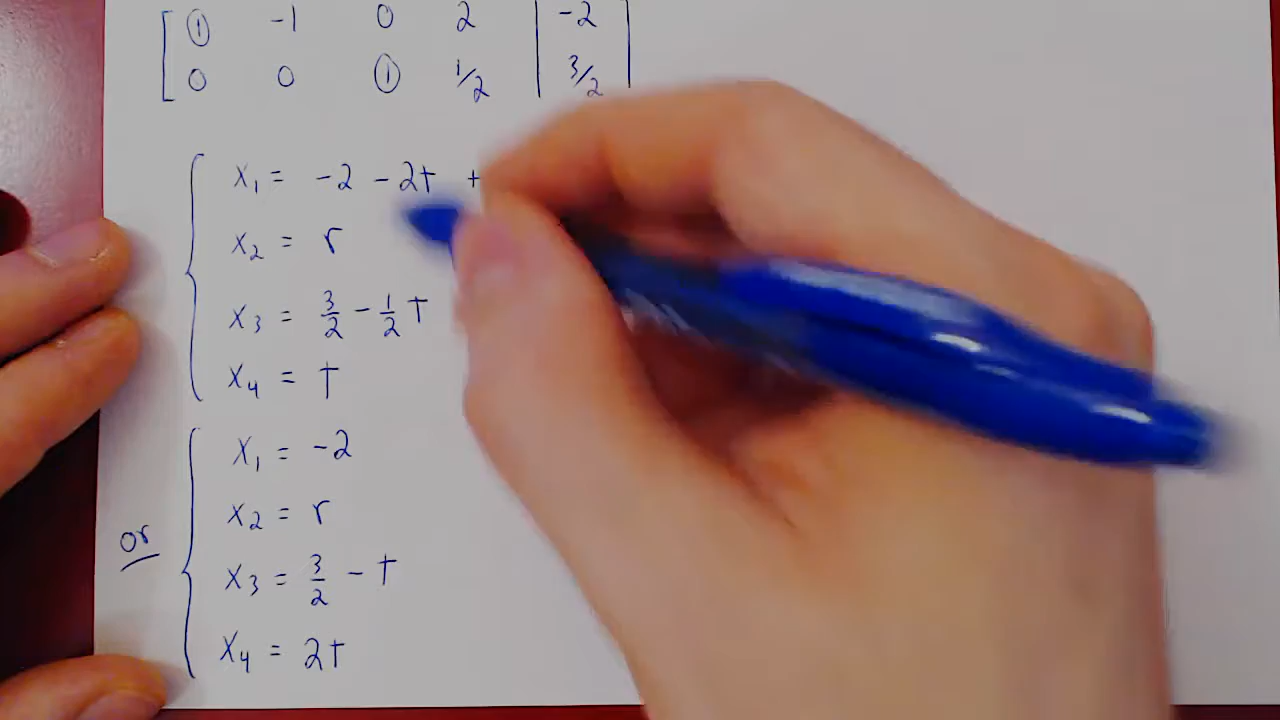 [ 1 -1 0 2 | -2 |
[ 0 0 1 1/2 | 3/2 |
x₁ = -2 -2t +
x₂ = r
x₃ = 3/2 - 1/2 t
x₄ = t
x₁ = -2
x₂ = r
or
x₃ = 3/2 - t
x₄ = 2t